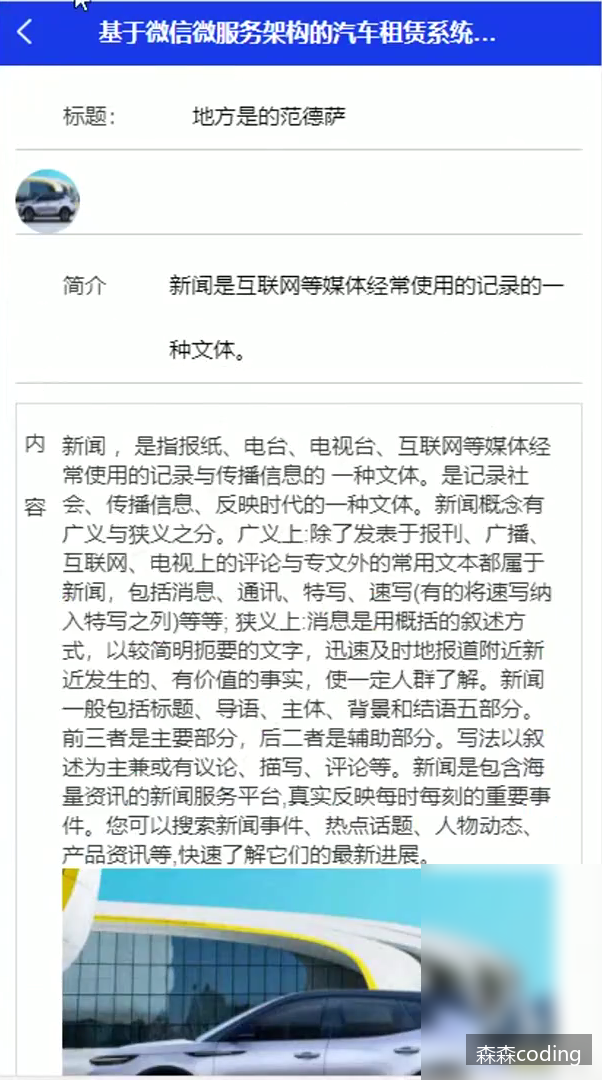 基于微信微服务架构的汽车租赁系统...
标题: 地方是的范德萨
简介 新闻是互联网等媒体经常使用的记录的一
种文体。
内容
新闻 ，是指报纸、电台、电视台、互联网等媒体经
常使用的记录与传播信息的 一种文体。是记录社
会、传播信息、反映时代的一种文体。新闻概念有
广义与狭义之分。广义上:除了发表于报刊、广播、
互联网、电视上的评论与专文外的常用文本都属于
新闻，包括消息、通讯、特写、速写(有的将速写纳
入特写之列)等等; 狭义上:消息是用概括的叙述方
式，以较简明扼要的文字，迅速及时地报道附近新
近发生的、有价值的事实，使一定人群了解。新闻
一般包括标题、导语、主体、背景和结语五部分。
前三者是主要部分，后二者是辅助部分。写法以叙
述为主兼或有议论、描写、评论等。新闻是包含海
量资讯的新闻服务平台,真实反映每时每刻的重要事
件。您可以搜索新闻事件、热点话题、人物动态、
产品资讯等,快速了解它们的最新进展。
森森coding